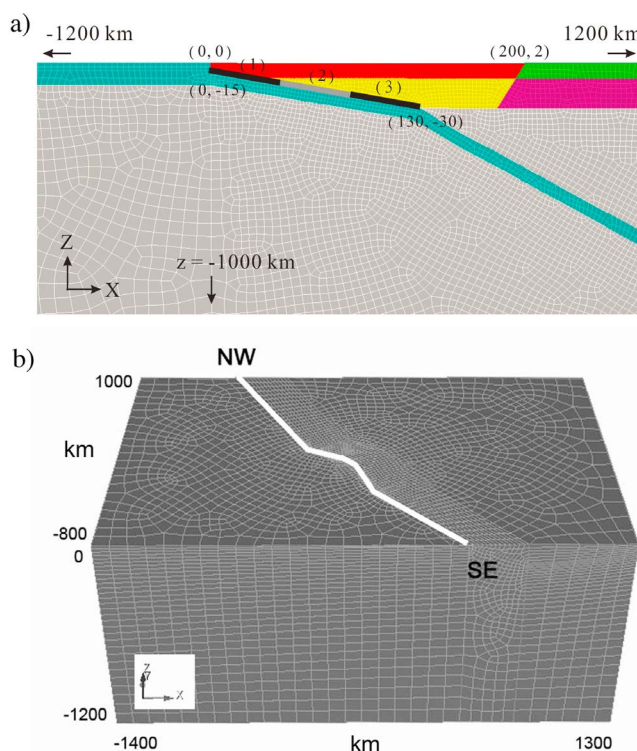 a)
-1200 km
(0, 0)
(200, 2)
1200 km
(1)
(2)
(3)
(0, -15)
(130, -30)
Z
X
z = -1000 km
b)
NW
1000
km
-800
0
SE
Z
X
-1200
-1400
km
1300